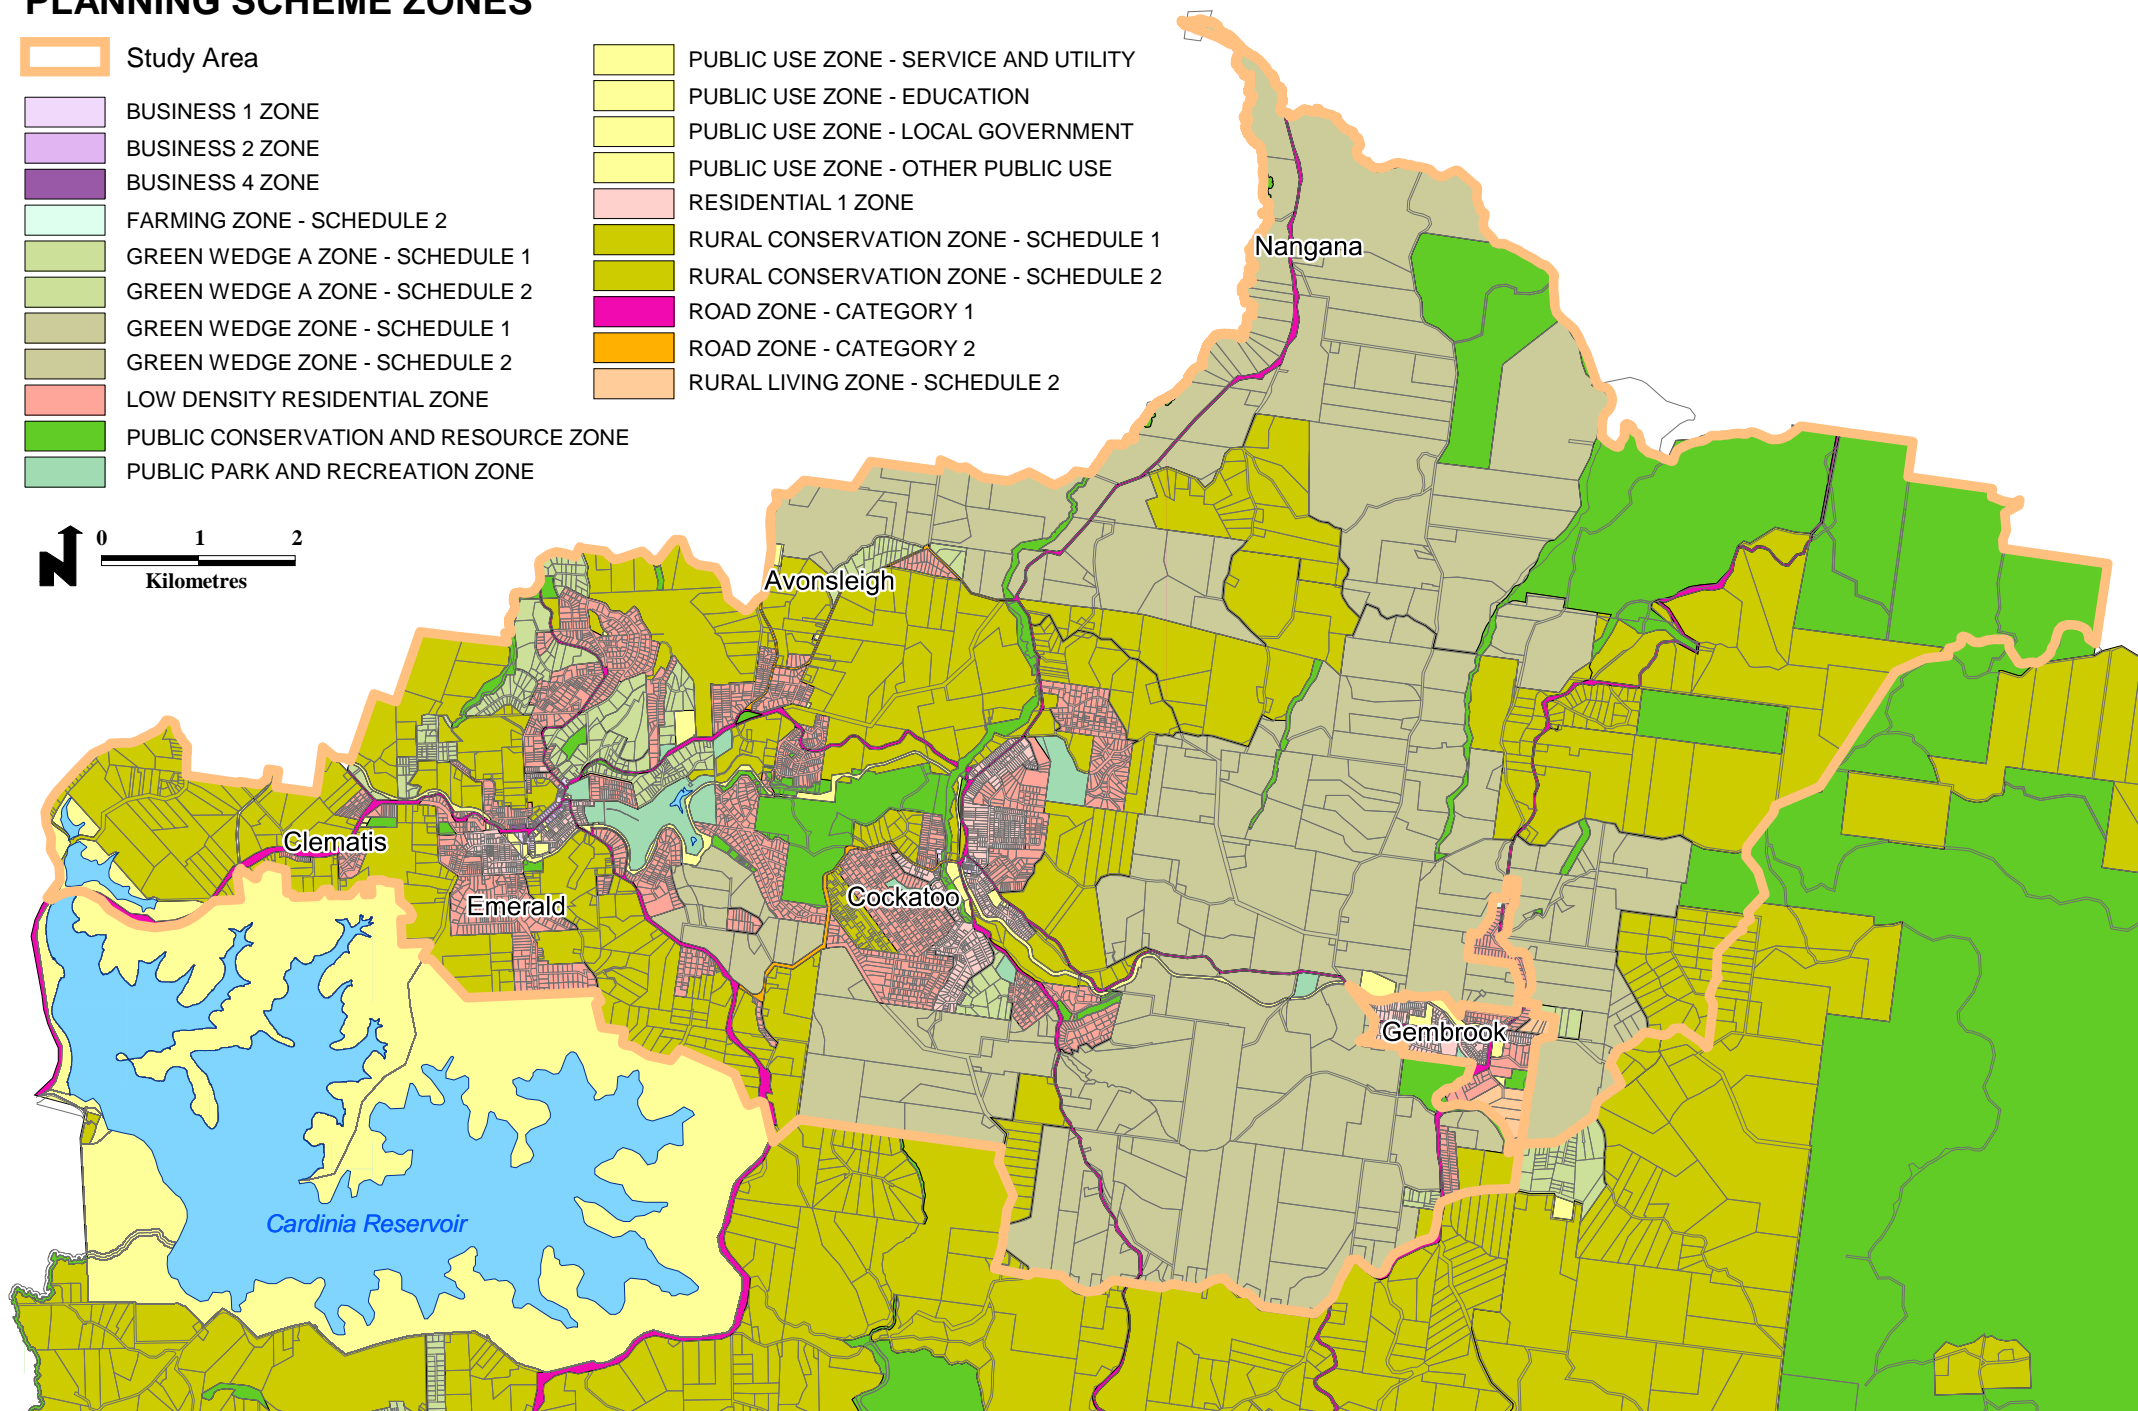 PLANNING SCHEME ZONES
Study Area
BUSINESS 1 ZONE
BUSINESS 2 ZONE
BUSINESS 4 ZONE
FARMING ZONE - SCHEDULE 2
GREEN WEDGE A ZONE - SCHEDULE 1
GREEN WEDGE A ZONE - SCHEDULE 2
GREEN WEDGE ZONE - SCHEDULE 1
GREEN WEDGE ZONE - SCHEDULE 2
LOW DENSITY RESIDENTIAL ZONE
PUBLIC CONSERVATION AND RESOURCE ZONE
PUBLIC PARK AND RECREATION ZONE
PUBLIC USE ZONE - SERVICE AND UTILITY
PUBLIC USE ZONE - EDUCATION
PUBLIC USE ZONE - LOCAL GOVERNMENT
PUBLIC USE ZONE - OTHER PUBLIC USE
RESIDENTIAL 1 ZONE
RURAL CONSERVATION ZONE - SCHEDULE 1
RURAL CONSERVATION ZONE - SCHEDULE 2
ROAD ZONE - CATEGORY 1
ROAD ZONE - CATEGORY 2
RURAL LIVING ZONE - SCHEDULE 2
N
0 1 2
Kilometres
Nangana
Avonsleigh
Clematis
Emerald
Cockatoo
Gembrook
Cardinia Reservoir